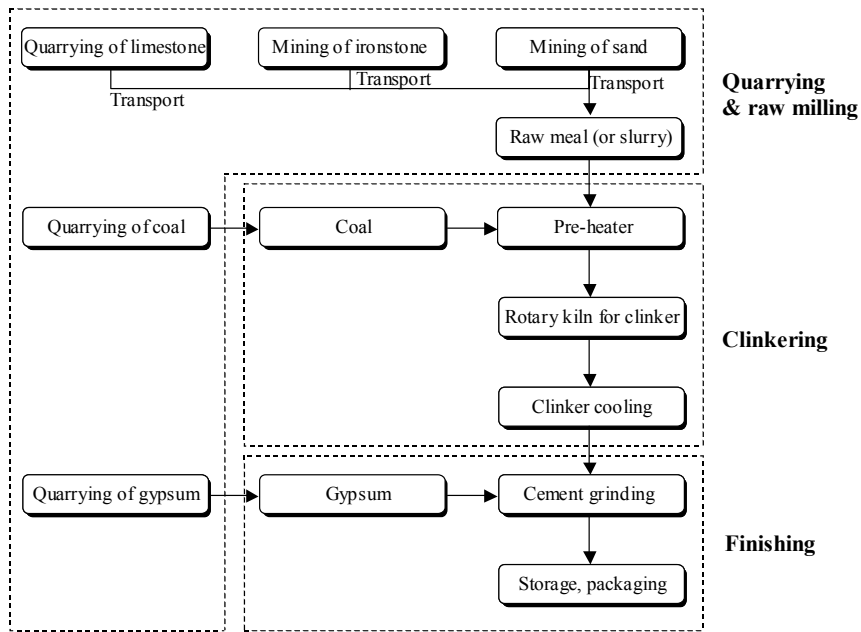 Quarrying of limestone
Mining of ironstone
Mining of sand
Transport
Transport
Transport
Quarrying
& raw milling
Raw meal (or slurry)
Quarrying of coal
Coal
Pre-heater
Rotary kiln for clinker
Clinkering
Clinker cooling
Quarrying of gypsum
Gypsum
Cement grinding
Finishing
Storage, packaging